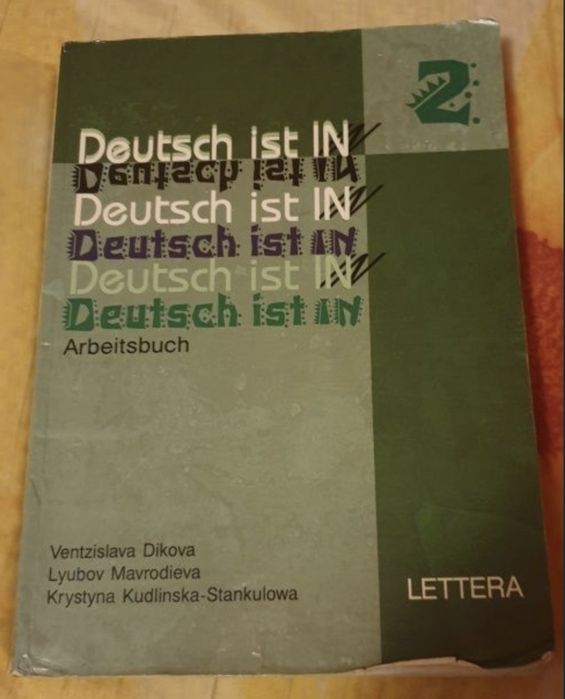 2
Deutsch ist IN
Deutsch ist IN
Deutsch ist IN
Deutsch ist IN
Deutsch ist IN
Deutsch ist IN
Arbeitsbuch
Ventzislava Dikova
Lyubov Mavrodieva
Krystyna Kudlinska-Stankulowa
LETTERA